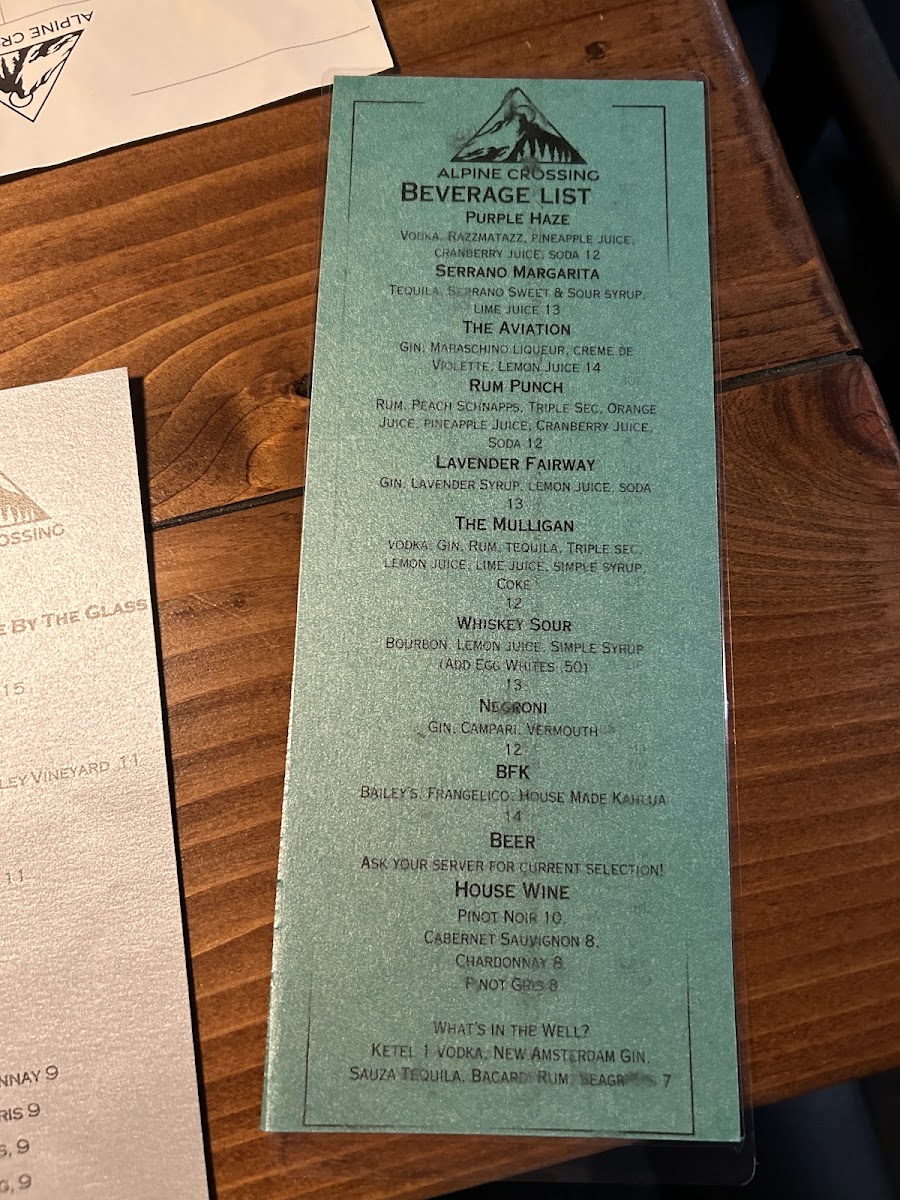 ALPINE CR
ALPINE CROSSING
BEVERAGE LIST
PURPLE HAZE
VODKA, RAZZMATAZZ, PINEAPPLE JUICE,
CRANBERRY JUICE, SODA 12
SERRANO MARGARITA
TEQUILA, SERRANO SWEET & SOUR SYRUP,
LIME JUICE 13
THE AVIATION
GIN, MARASCHINO LIQUEUR, CREME DE
VIOLETTE, LEMON JUICE 14
RUM PUNCH
RUM, PEACH SCHNAPPS, TRIPLE SEC, ORANGE
JUICE, PINEAPPLE JUICE, CRANBERRY JUICE,
SODA 12
LAVENDER FAIRWAY
GIN, LAVENDER SYRUP, LEMON JUICE, SODA
13
THE MULLIGAN
VODKA, GIN, RUM, TEQUILA, TRIPLE SEC,
LEMON JUICE, LIME JUICE, SIMPLE SYRUP,
COKE
12
WHISKEY SOUR
BOURBON, LEMON JUICE, SIMPLE SYRUP
(ADD EGG WHITES .50)
13
NEGRONI
GIN, CAMPARI, VERMOUTH
12
BFK
BAILEY'S, FRANGELICO, HOUSE MADE KAHLUA
14
BEER
ASK YOUR SERVER FOR CURRENT SELECTION!
HOUSE WINE
PINOT NOIR 10,
CABERNET SAUVIGNON 8,
CHARDONNAY 8
PINOT GRIS 8
WHAT'S IN THE WELL?
KETEL 1 VODKA, NEW AMSTERDAM GIN,
SAUZA TEQUILA, BACARDI RUM, 7
OSSING
E BY THE GLASS
15
LEY VINEYARD 11
11
NNAY 9
RIS 9
S, 9
G, 9